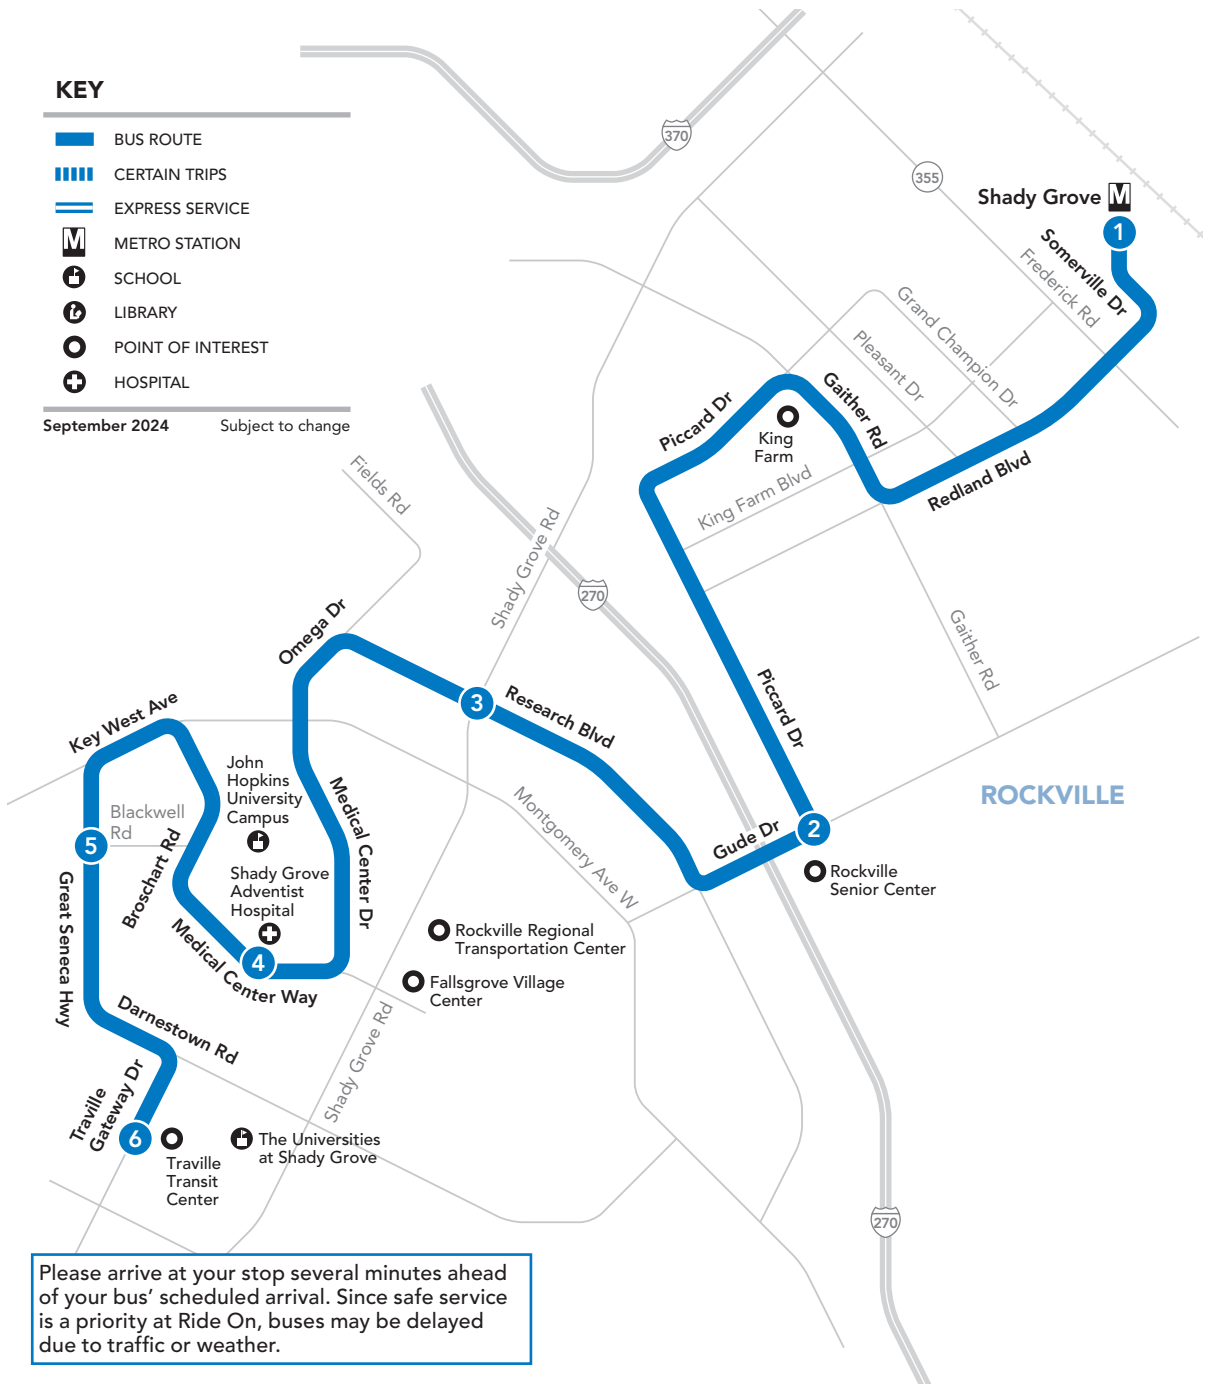 KEY
BUS ROUTE
CERTAIN TRIPS
EXPRESS SERVICE
M
METRO STATION
SCHOOL
LIBRARY
POINT OF INTEREST
HOSPITAL
September 2024
Subject to change
370
355
Shady Grove M
1
Somerville Dr
Frederick Rd
Grand Champion Dr
Pleasant Dr
Gaither Rd
Piccard Dr
King
Farm
King Farm Blvd
Redland Blvd
Fields Rd
Shady Grove Rd
270
Gaither Rd
Omega Dr
3
Research Blvd
Piccard Dr
Key West Ave
John
Hopkins
University
Campus
Blackwell
Rd
Medical Center Dr
Montgomery Ave W
Gude Dr
2
ROCKVILLE
5
Broschart Rd
Shady Grove
Adventist
Hospital
Rockville
Senior Center
Great Seneca Hwy
4
Medical Center Way
Rockville Regional
Transportation Center
Fallsgrove Village
Center
Darnestown Rd
Shady Grove Rd
Traville
Gateway Dr
6
Traville
Transit
Center
The Universities
at Shady Grove
270
Please arrive at your stop several minutes ahead
of your bus’ scheduled arrival. Since safe service
is a priority at Ride On, buses may be delayed
due to traffic or weather.